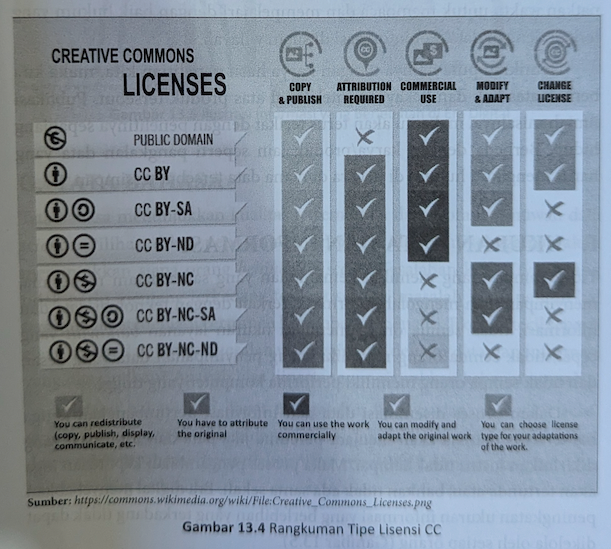 CREATIVE COMMONS
LICENSES
COPY
& PUBLISH
ATTRIBUTION
REQUIRED
COMMERCIAL
USE
MODIFY
& ADAPT
CHANGE
LICENSE
PUBLIC DOMAIN
CC BY
CC BY-SA
CC BY-ND
CC BY-NC
CC BY-NC-SA
CC BY-NC-ND
You can redistribute
(copy, publish, display,
communicate, etc.
You have to attribute
the original
You can use the work
commercially
You can modify and
adapt the original work
You can choose license
type for your adaptations
of the work.
Sumber: https://commons.wikimedia.org/wiki/File:Creative_Commons_Licenses.png
Gambar 13.4 Rangkuman Tipe Lisensi CC